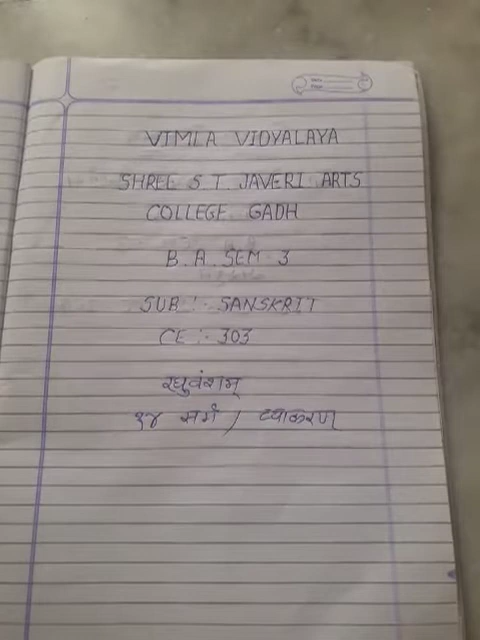 VIMLA VIDYALAYA
SHREE S T JAVERI ARTS
COLLEGE GADH
B.A. SEM 3
SUB :- SANSKRIT
CE :- 303
रघुवंशम्
१४ सर्ग / व्याकरण